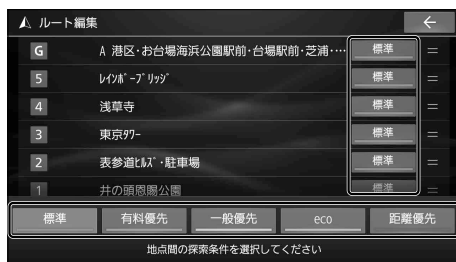 ルート編集
G A 港区・お台場海浜公園駅前・台場駅前・芝浦・… 標準
5 ﾚｲﾝﾎﾞｰﾌﾞﾘｯｼﾞ 標準
4 浅草寺 標準
3 東京ﾀﾜｰ 標準
2 表参道ﾋﾙｽﾞ・駐車場 標準
1 井の頭恩賜公園 標準
標準 有料優先 一般優先 eco 距離優先
地点間の探索条件を選択してください